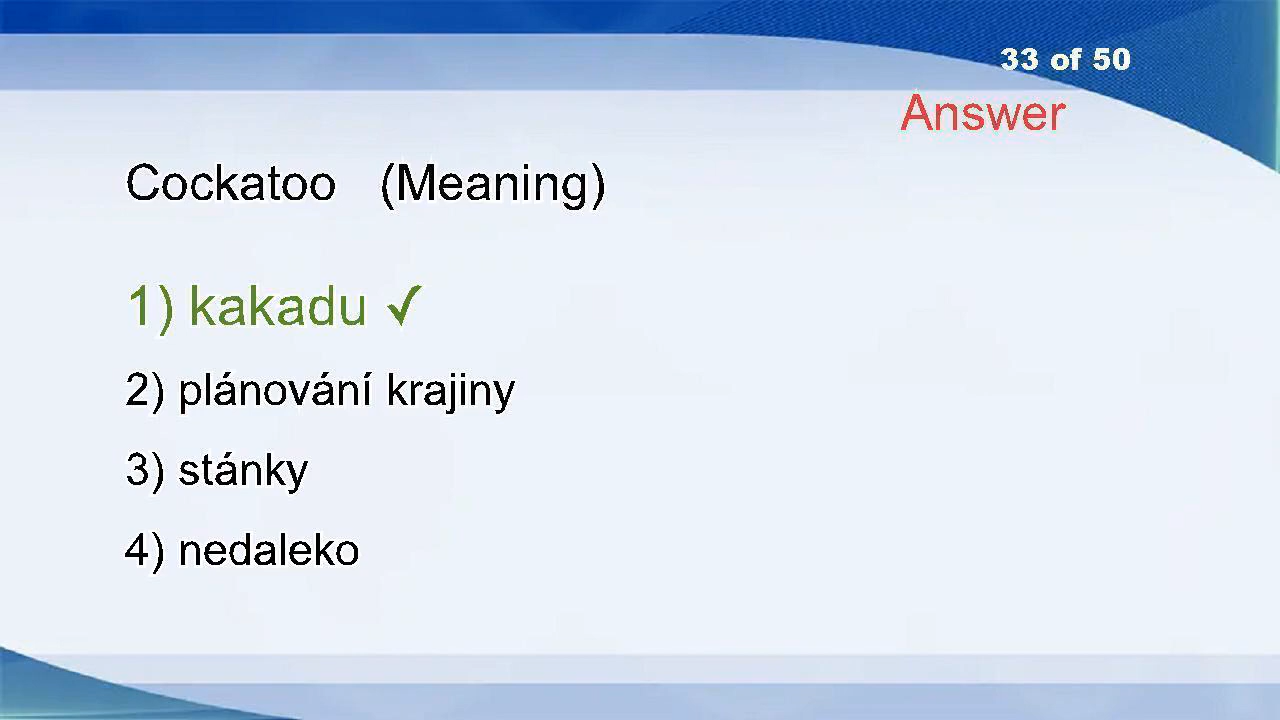 33 of 50
Answer
Cockatoo (Meaning)
1) kakadu ✓
2) plánování krajiny
3) stánky
4) nedaleko